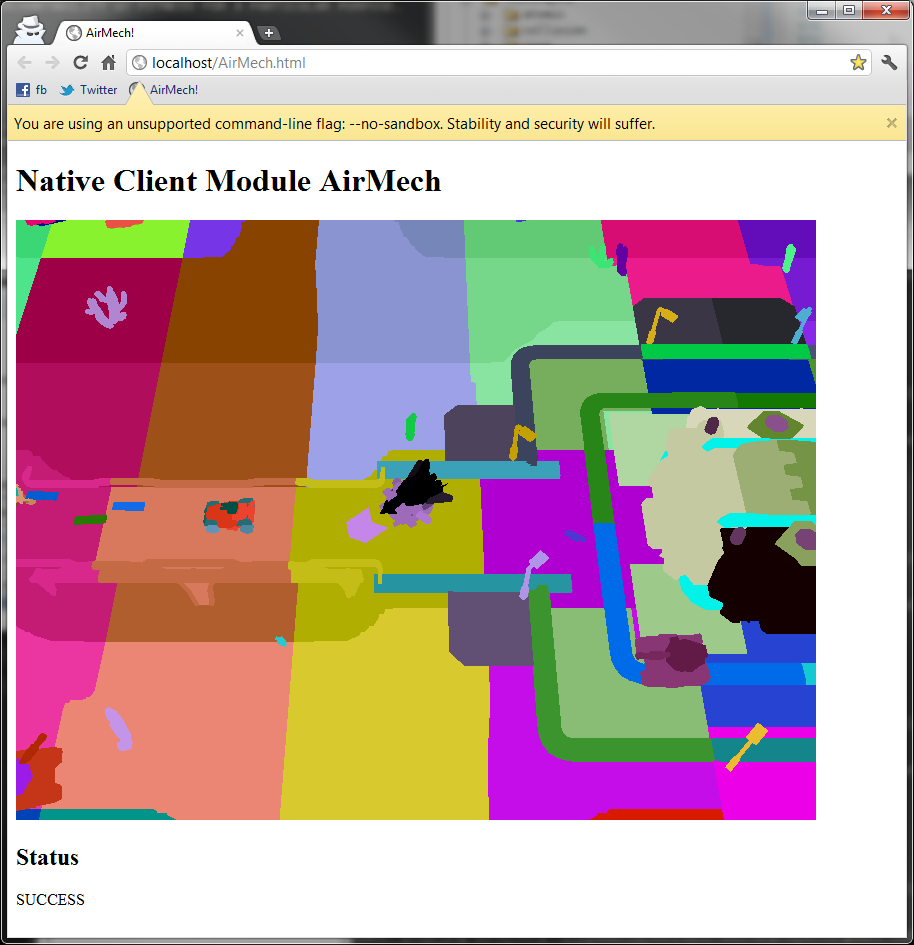 AirMech!
localhost/AirMech.html
fb Twitter AirMech!
You are using an unsupported command-line flag: --no-sandbox. Stability and security will suffer.
Native Client Module AirMech
Status
SUCCESS